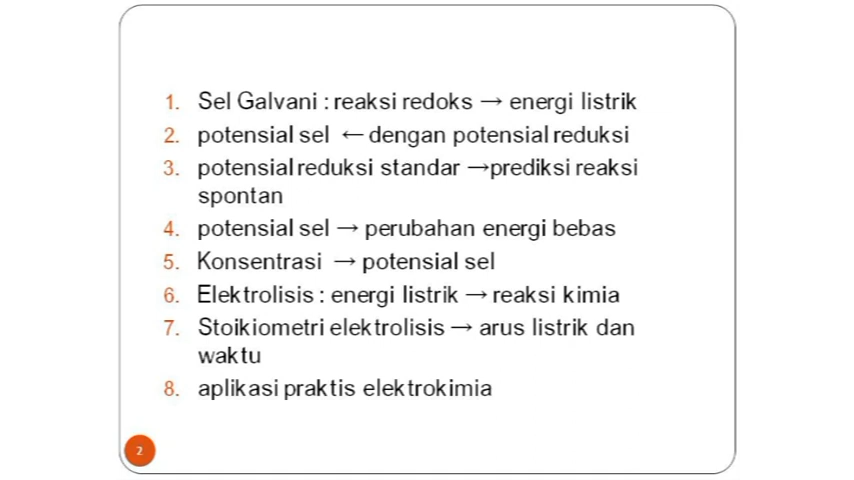 1. Sel Galvani : reaksi redoks → energi listrik
2. potensial sel ← dengan potensial reduksi
3. potensial reduksi standar →prediksi reaksi
spontan
4. potensial sel → perubahan energi bebas
5. Konsentrasi → potensial sel
6. Elektrolisis : energi listrik → reaksi kimia
7. Stoikiometri elektrolisis → arus listrik dan
waktu
8. aplikasi praktis elektrokimia
2